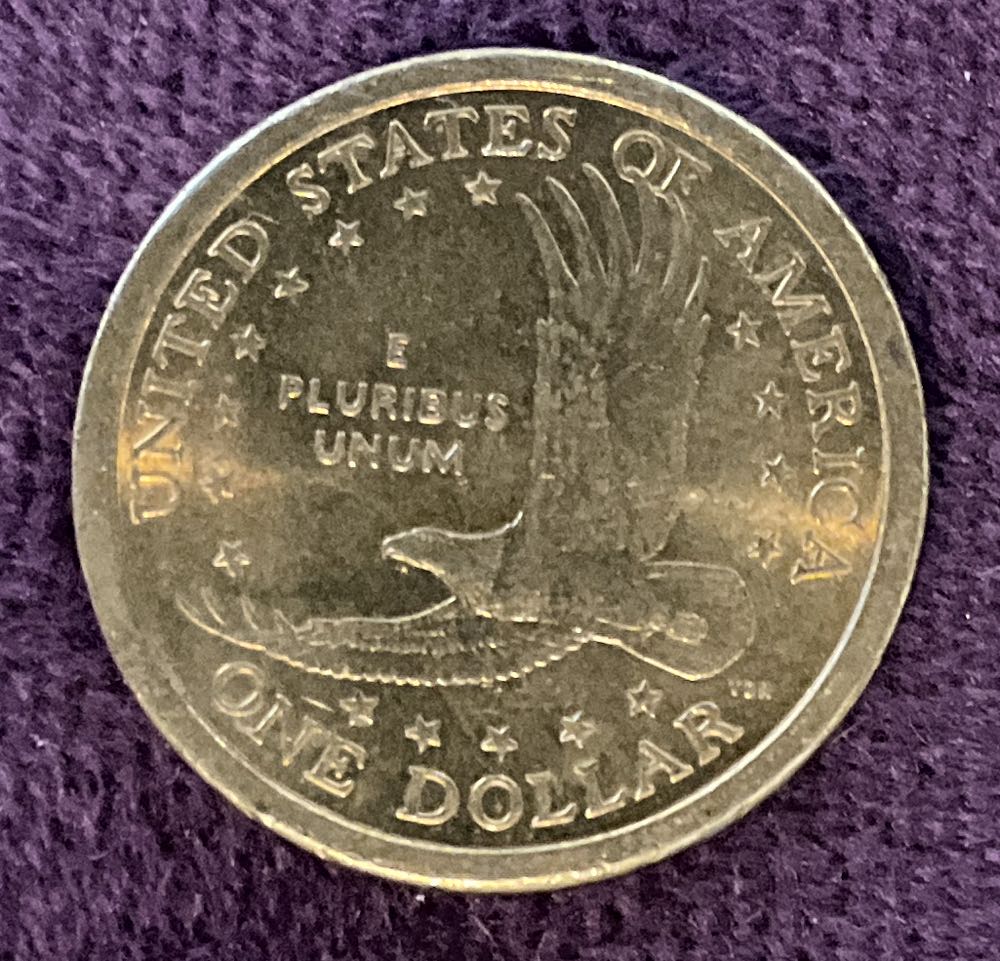 UNITED STATES OF AMERICA
E
PLURIBUS
UNUM
TDR
ONE DOLLAR